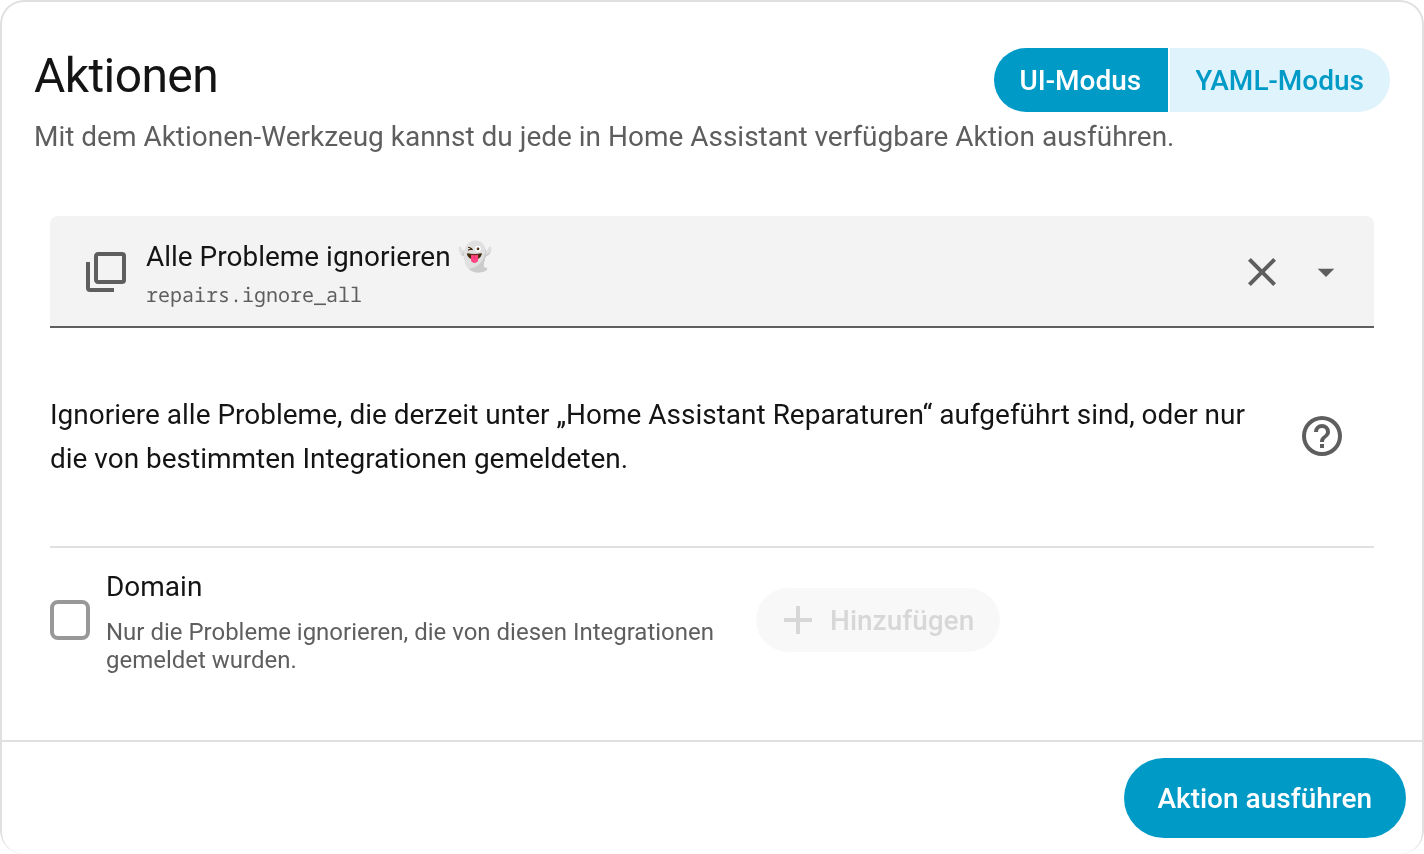 Aktionen
UI-Modus
YAML-Modus
Mit dem Aktionen-Werkzeug kannst du jede in Home Assistant verfügbare Aktion ausführen.
Alle Probleme ignorieren 👻
repairs.ignore_all
Ignoriere alle Probleme, die derzeit unter „Home Assistant Reparaturen“ aufgeführt sind, oder nur
die von bestimmten Integrationen gemeldeten.
Domain
Nur die Probleme ignorieren, die von diesen Integrationen
gemeldet wurden.
Hinzufügen
Aktion ausführen